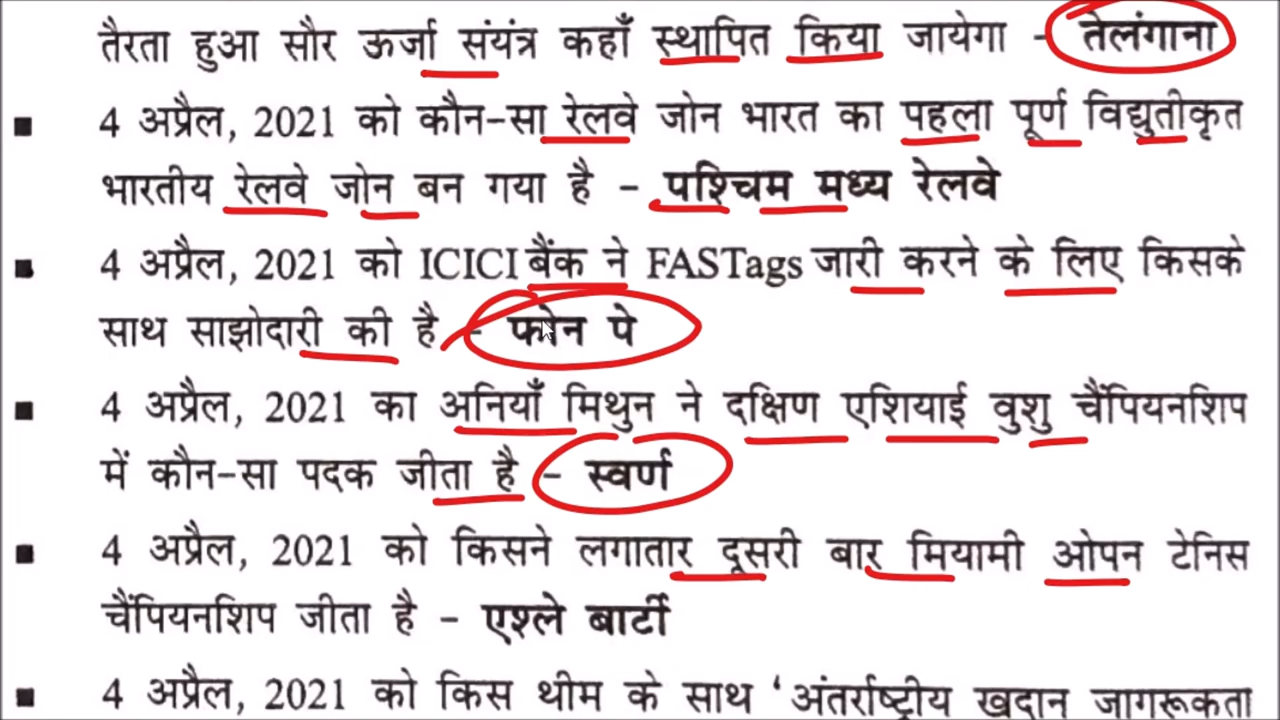 तैरता हुआ सौर ऊर्जा संयंत्र कहाँ स्थापित किया जायेगा - तेलंगाना
▪ 4 अप्रैल, 2021 को कौन-सा रेलवे जोन भारत का पहला पूर्ण विद्युतीकृत
भारतीय रेलवे जोन बन गया है - पश्चिम मध्य रेलवे
▪ 4 अप्रैल, 2021 को ICICI बैंक ने FASTags जारी करने के लिए किसके
साथ साझोदारी की है - फोन पे
▪ 4 अप्रैल, 2021 का अनियाँ मिथुन ने दक्षिण एशियाई वुशु चैंपियनशिप
में कौन-सा पदक जीता है - स्वर्ण
▪ 4 अप्रैल, 2021 को किसने लगातार दूसरी बार मियामी ओपन टेनिस
चैंपियनशिप जीता है - एश्ले बार्टी
▪ 4 अप्रैल, 2021 को किस थीम के साथ ‘अंतर्राष्ट्रीय खदान जागरूकता